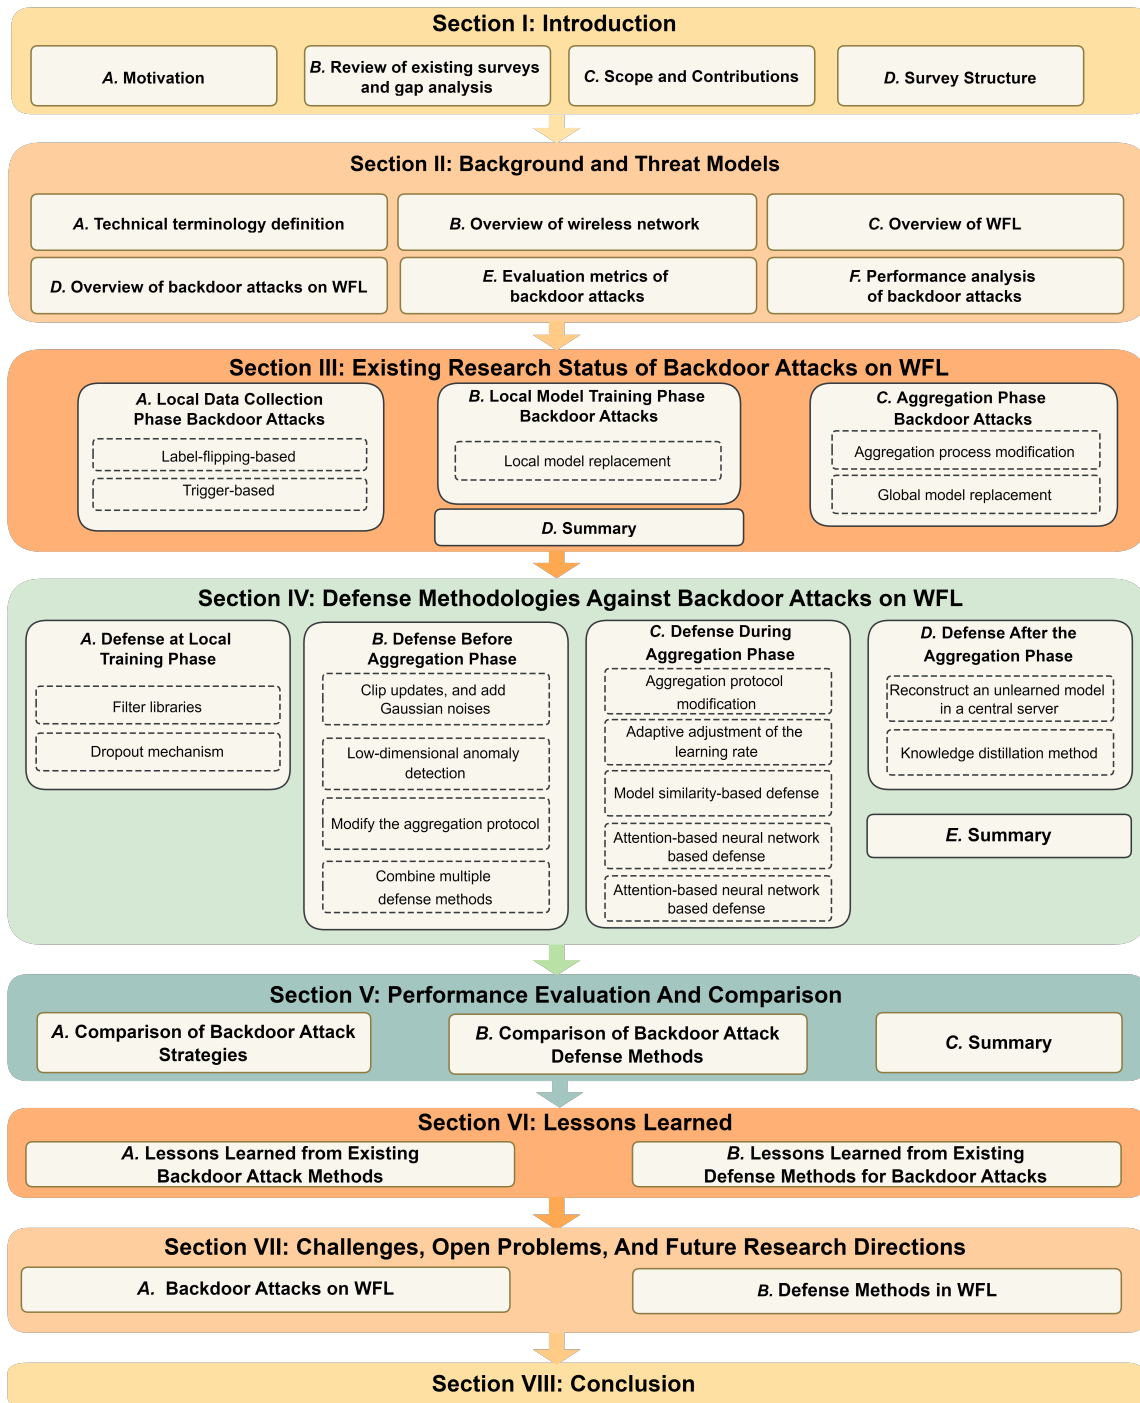 Section I: Introduction
A. Motivation
B. Review of existing surveys
and gap analysis
C. Scope and Contributions
D. Survey Structure
Section II: Background and Threat Models
A. Technical terminology definition
B. Overview of wireless network
C. Overview of WFL
D. Overview of backdoor attacks on WFL
E. Evaluation metrics of
backdoor attacks
F. Performance analysis
of backdoor attacks
Section III: Existing Research Status of Backdoor Attacks on WFL
A. Local Data Collection
Phase Backdoor Attacks
Label-flipping-based
Trigger-based
B. Local Model Training Phase
Backdoor Attacks
Local model replacement
C. Aggregation Phase
Backdoor Attacks
Aggregation process modification
Global model replacement
D. Summary
Section IV: Defense Methodologies Against Backdoor Attacks on WFL
A. Defense at Local
Training Phase
Filter libraries
Dropout mechanism
B. Defense Before
Aggregation Phase
Clip updates, and add
Gaussian noises
Low-dimensional anomaly
detection
Modify the aggregation protocol
Combine multiple
defense methods
C. Defense During
Aggregation Phase
Aggregation protocol
modification
Adaptive adjustment of the
learning rate
Model similarity-based defense
Attention-based neural network
based defense
Attention-based neural network
based defense
D. Defense After the
Aggregation Phase
Reconstruct an unlearned model
in a central server
Knowledge distillation method
E. Summary
Section V: Performance Evaluation And Comparison
A. Comparison of Backdoor Attack
Strategies
B. Comparison of Backdoor Attack
Defense Methods
C. Summary
Section VI: Lessons Learned
A. Lessons Learned from Existing
Backdoor Attack Methods
B. Lessons Learned from Existing
Defense Methods for Backdoor Attacks
Section VII: Challenges, Open Problems, And Future Research Directions
A. Backdoor Attacks on WFL
B. Defense Methods in WFL
Section VIII: Conclusion